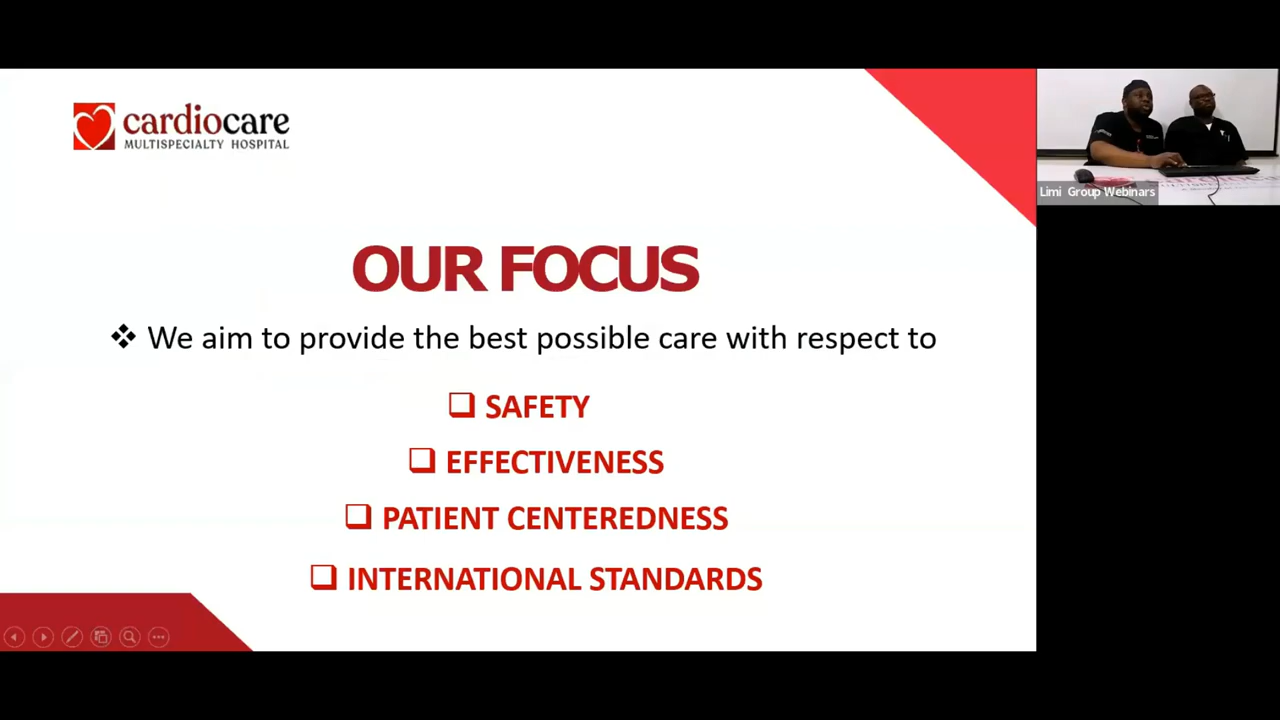 cardiocare
MULTISPECIALTY HOSPITAL
OUR FOCUS
❖ We aim to provide the best possible care with respect to
❑ SAFETY
❑ EFFECTIVENESS
❑ PATIENT CENTEREDNESS
❑ INTERNATIONAL STANDARDS
Limi Group Webinars